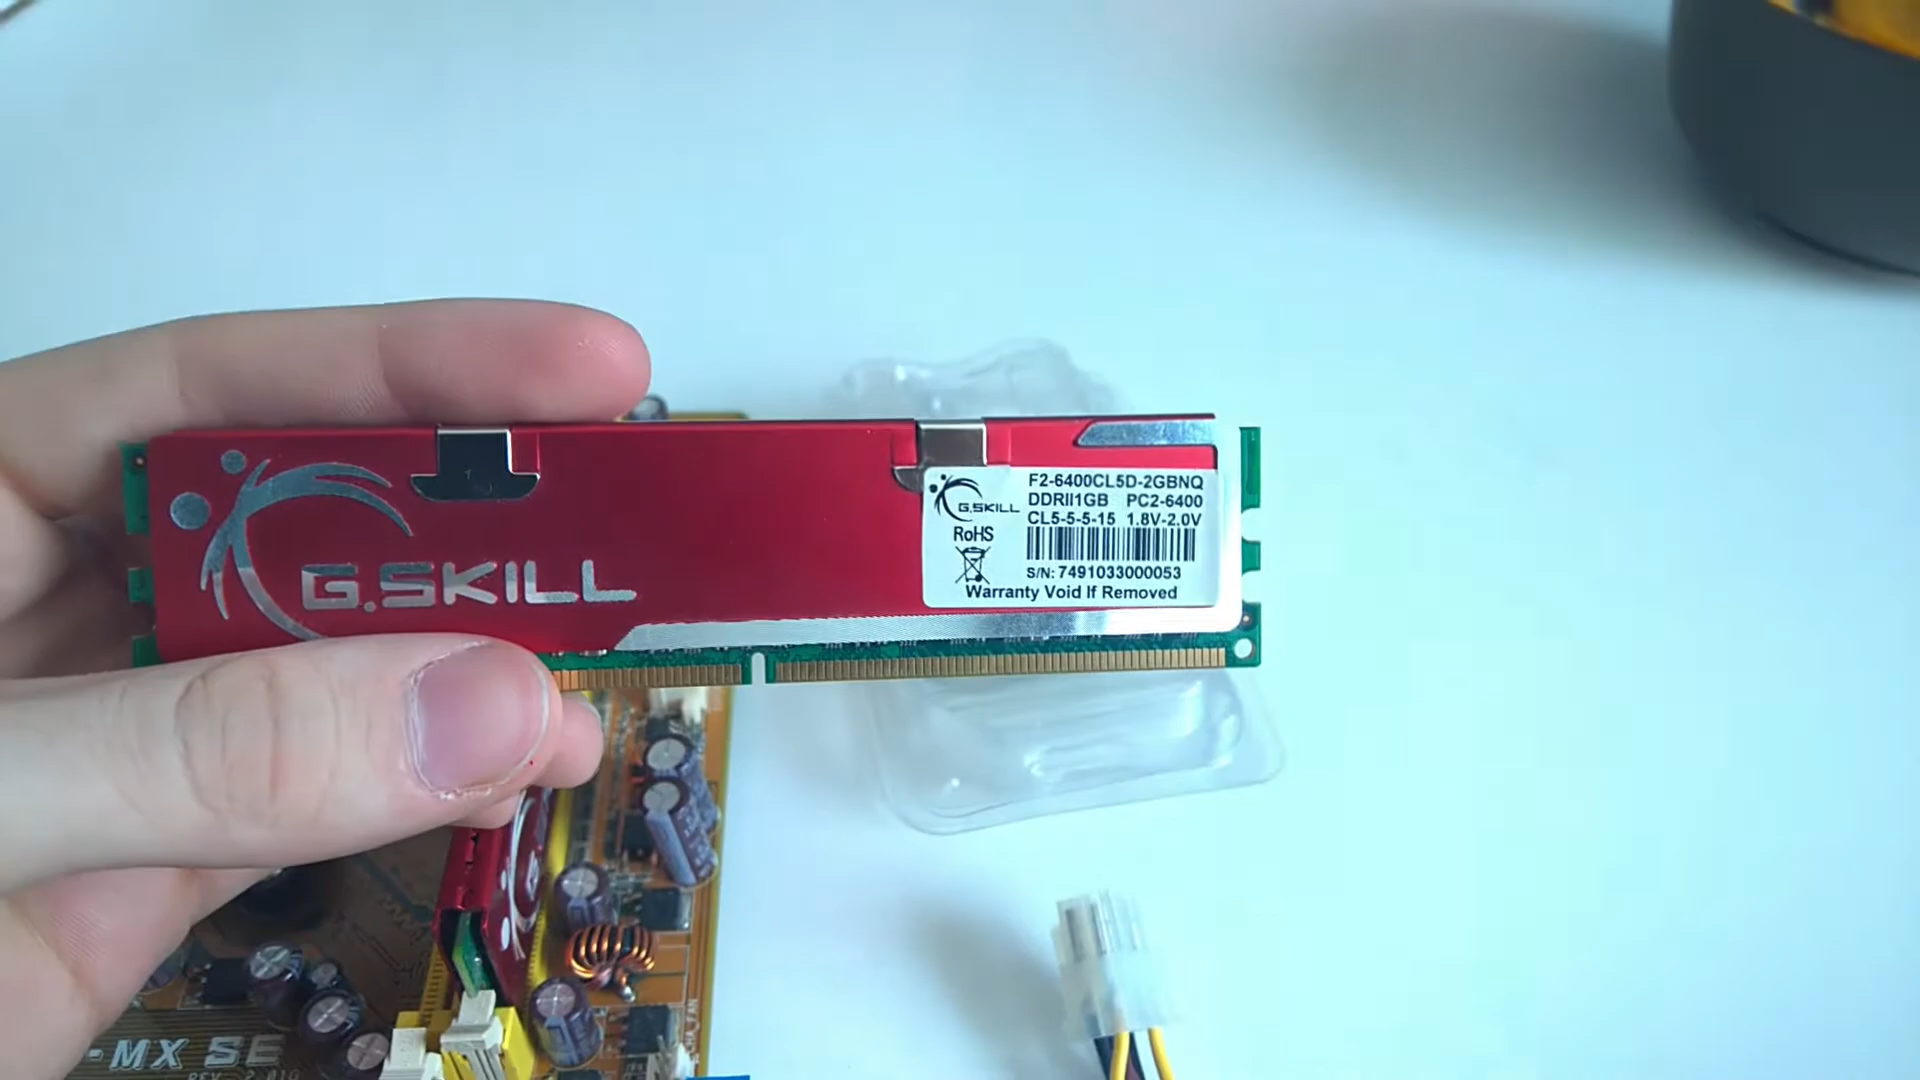 G.SKILL
G.SKILL
F2-6400CL5D-2GBNQ
DDRII1GB PC2-6400
CL5-5-5-15 1.8V-2.0V
RoHS
S/N: 7491033000053
Warranty Void If Removed
-MX SE
CHA_FAN